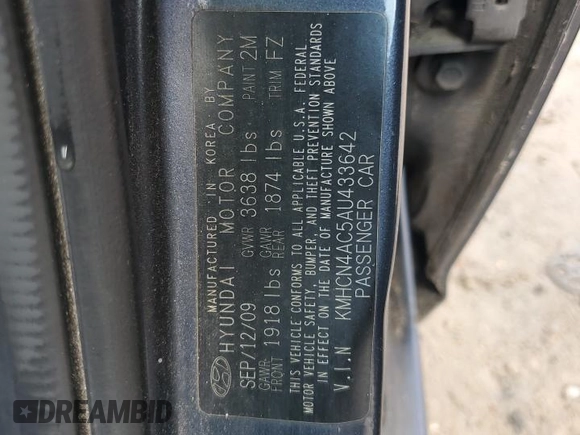 MANUFACTURED IN KOREA BY
HYUNDAI MOTOR COMPANY
SEP/12/09 GVWR 3638 lbs PAINT 2M
GAWR FRONT 1918 lbs GAWR REAR 1874 lbs TRIM FZ
THIS VEHICLE CONFORMS TO ALL APPLICABLE U.S.A. FEDERAL
MOTOR VEHICLE SAFETY, BUMPER, AND THEFT PREVENTION STANDARDS
IN EFFECT ON THE DATE OF MANUFACTURE SHOWN ABOVE
V.I.N KMHCN4AC5AU433642
PASSENGER CAR
DREAMBID